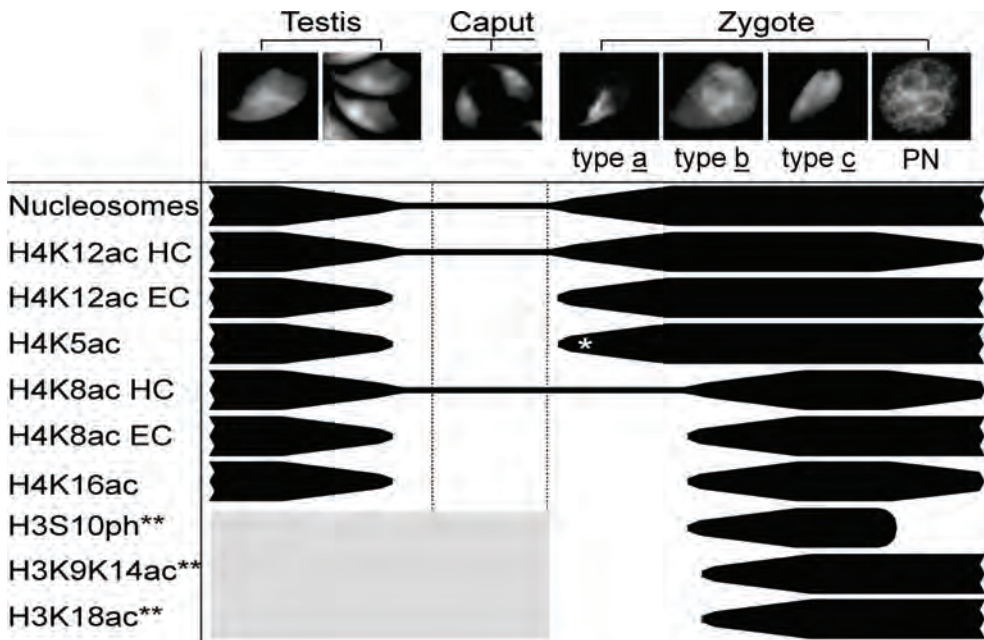 Testis Caput Zygote
type a type b type c PN
Nucleosomes
H4K12ac HC
H4K12ac EC
H4K5ac *
H4K8ac HC
H4K8ac EC
H4K16ac
H3S10ph**
H3K9K14ac**
H3K18ac**